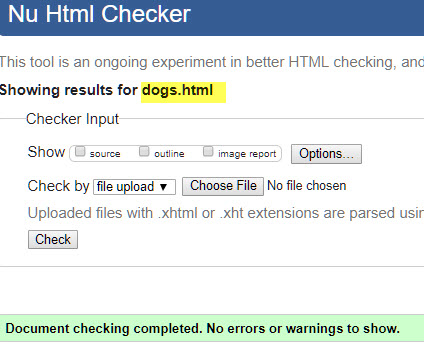 Nu Html Checker
This tool is an ongoing experiment in better HTML checking, and
Showing results for dogs.html
Checker Input
Show source outline image report Options...
Check by file upload ▼ Choose File No file chosen
Uploaded files with .xhtml or .xht extensions are parsed usin
Check
Document checking completed. No errors or warnings to show.